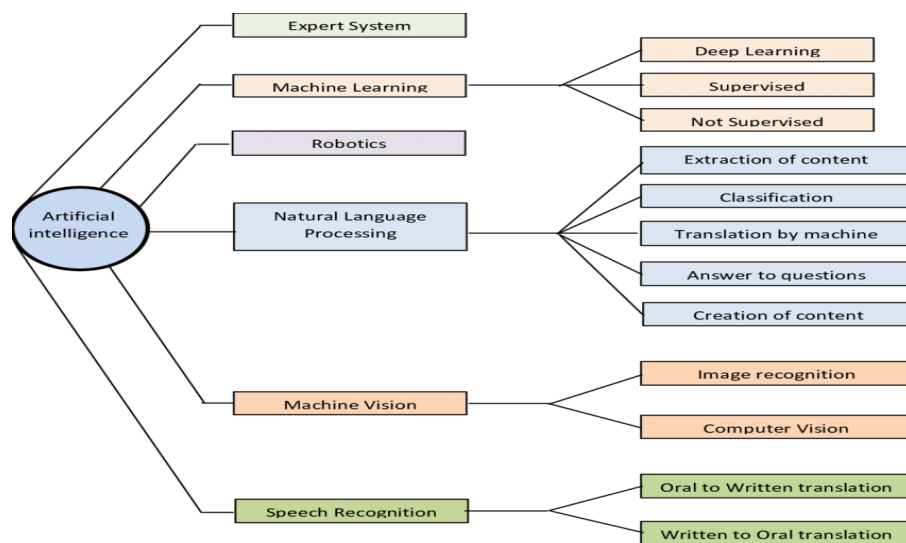 Expert System
Deep Learning
Machine Learning
Supervised
Not Supervised
Robotics
Extraction of content
Classification
Artificial
intelligence
Natural Language
Processing
Translation by machine
Answer to questions
Creation of content
Image recognition
Machine Vision
Computer Vision
Oral to Written translation
Speech Recognition
Written to Oral translation